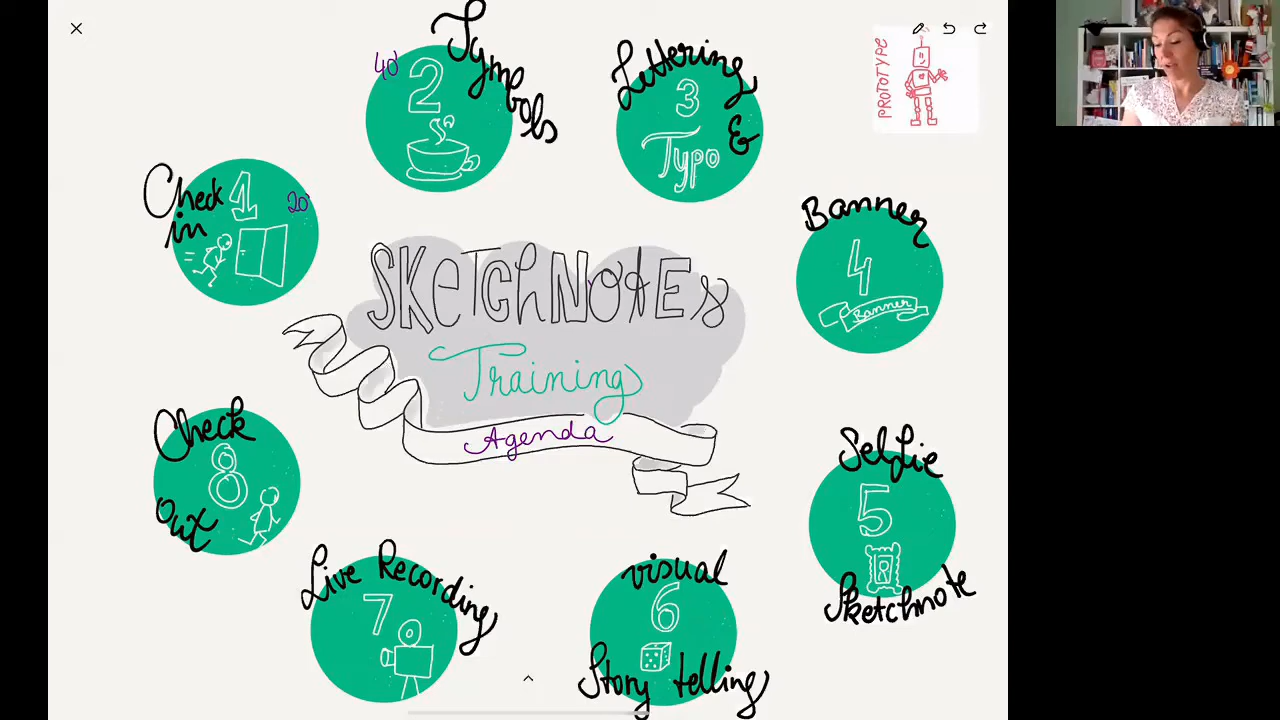 SKETCHNOTES
Training
Agenda
Check
in
1
20'
Symbols
40'
2
Lettering
&
3
Typo
Banner
4
Banner
Selfie
5
Sketchnote
visual
6
Story telling
Live Recording
7
Check
8
Out
PROTOTYPE